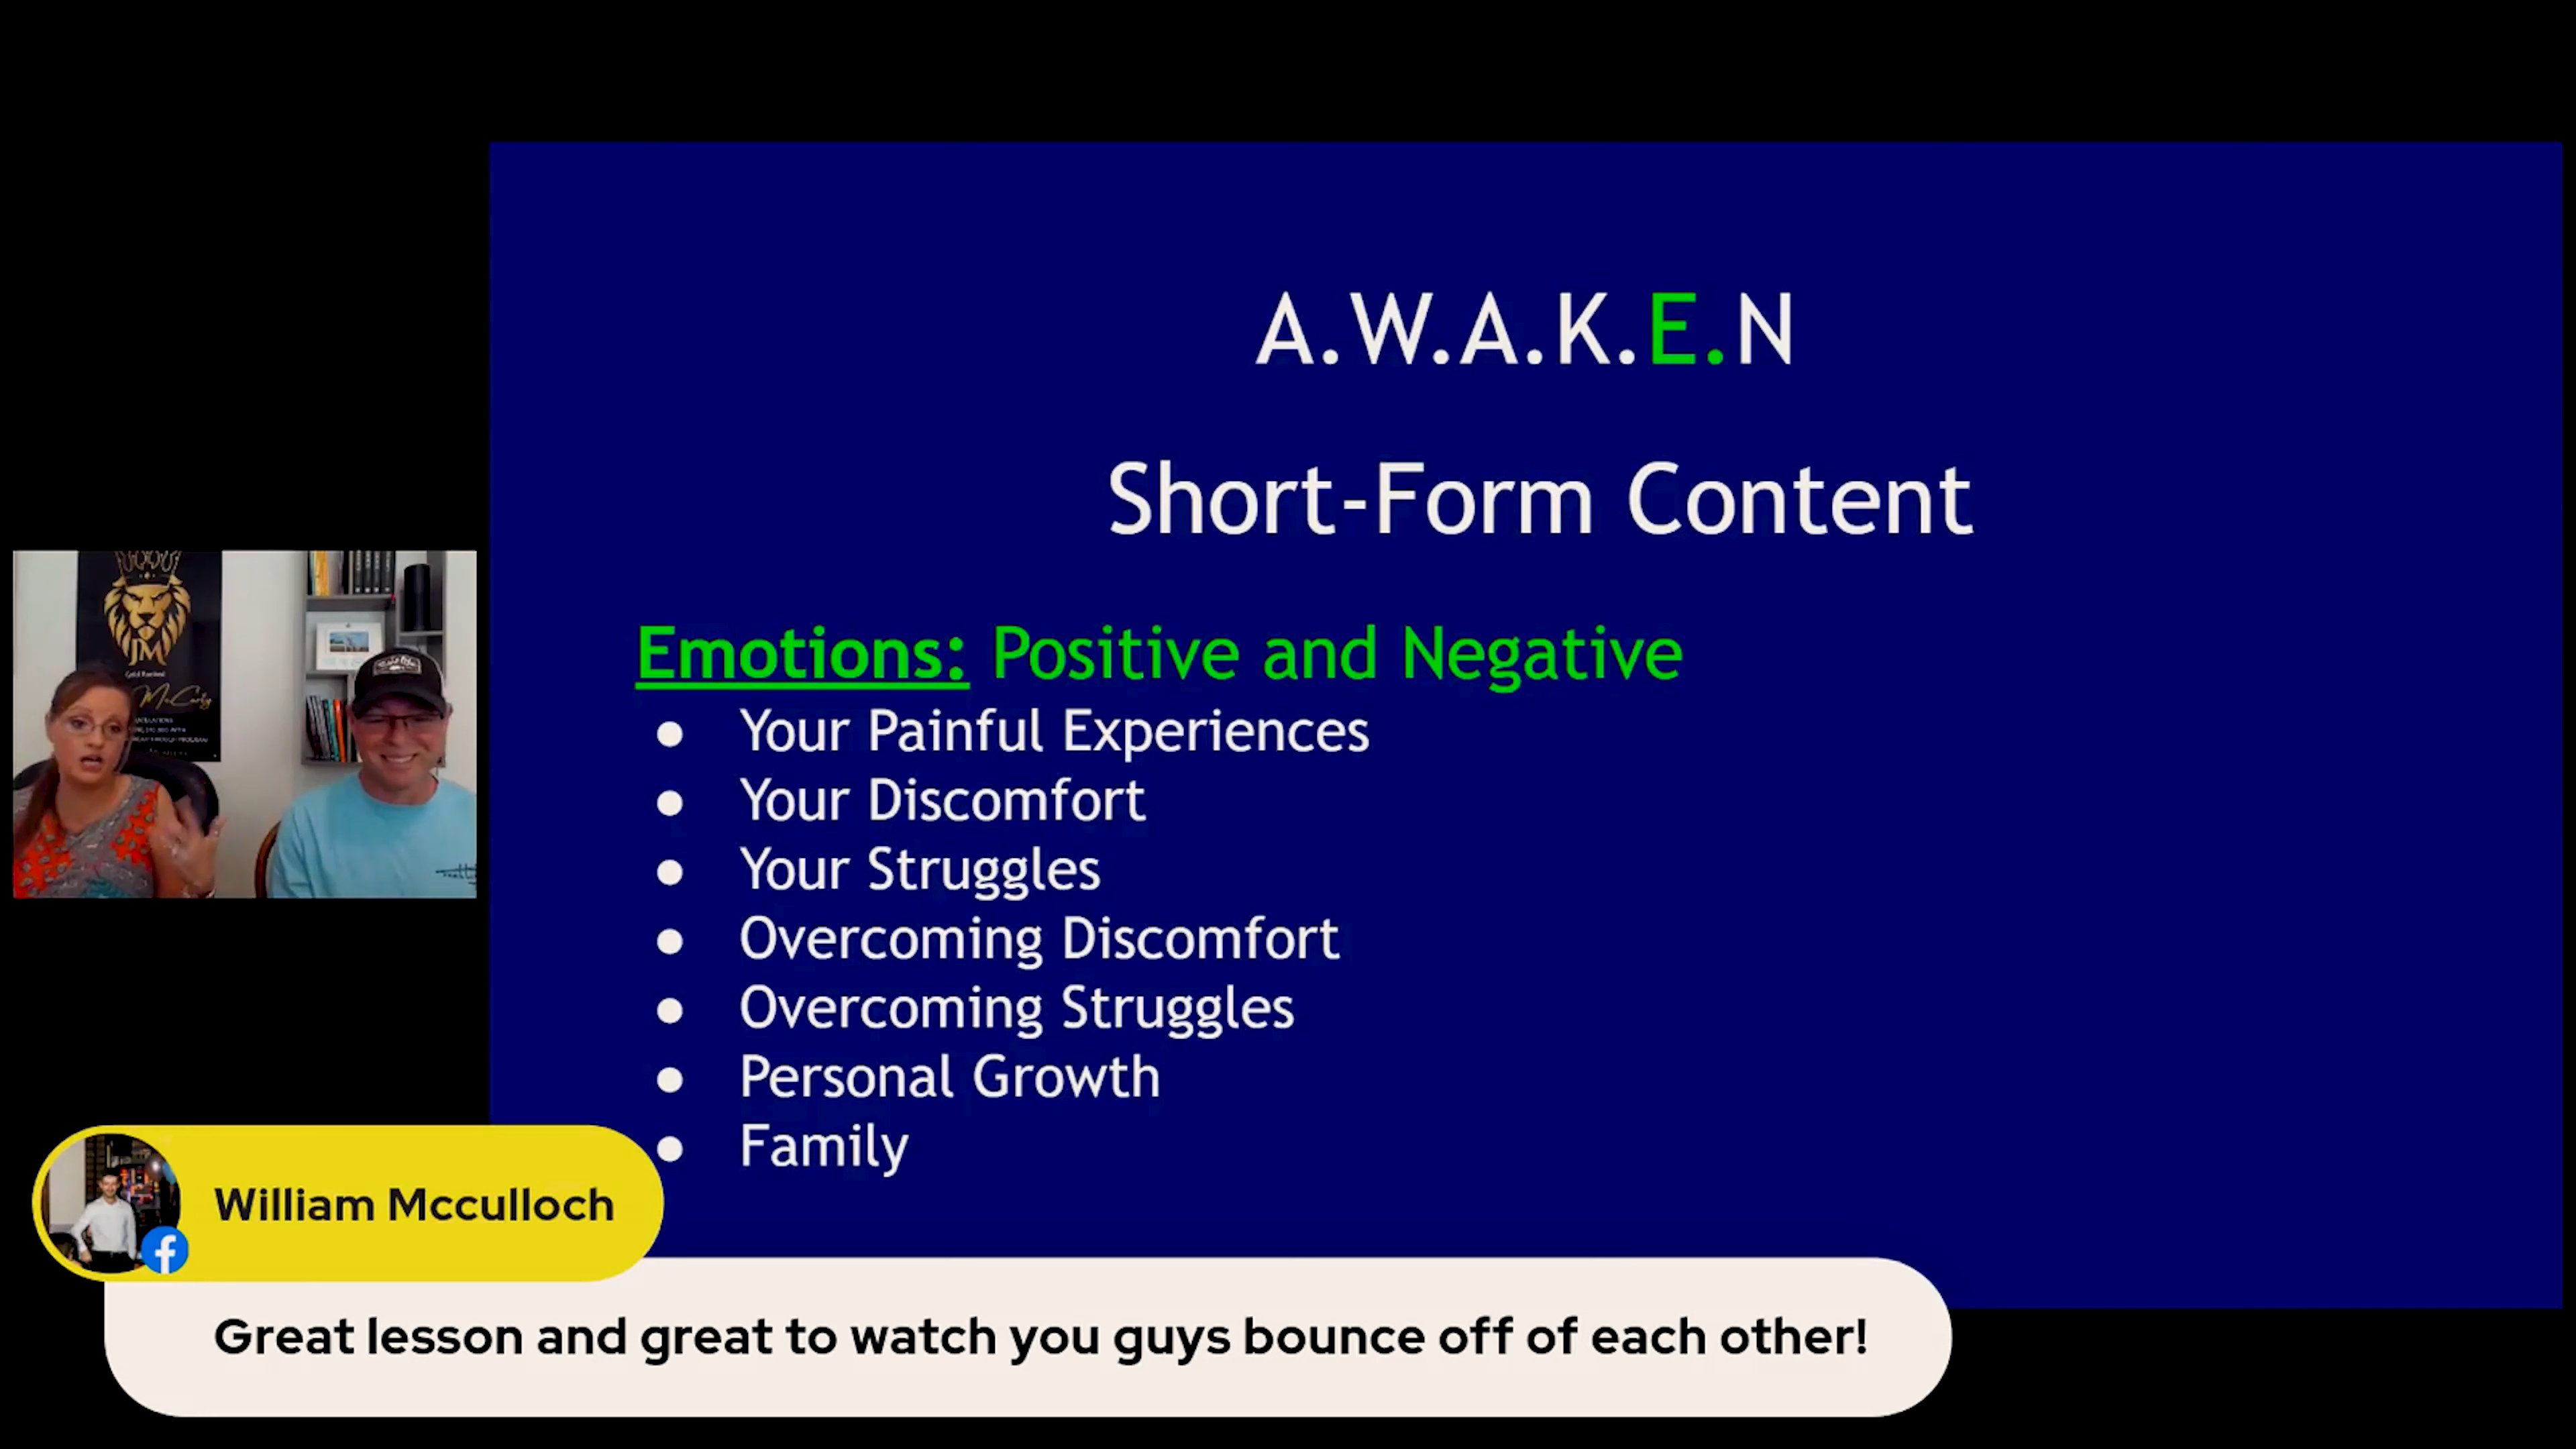 A.W.A.K.E.N
Short-Form Content
Emotions: Positive and Negative
● Your Painful Experiences
● Your Discomfort
● Your Struggles
● Overcoming Discomfort
● Overcoming Struggles
● Personal Growth
● Family
JM
William Mcculloch
Great lesson and great to watch you guys bounce off of each other!